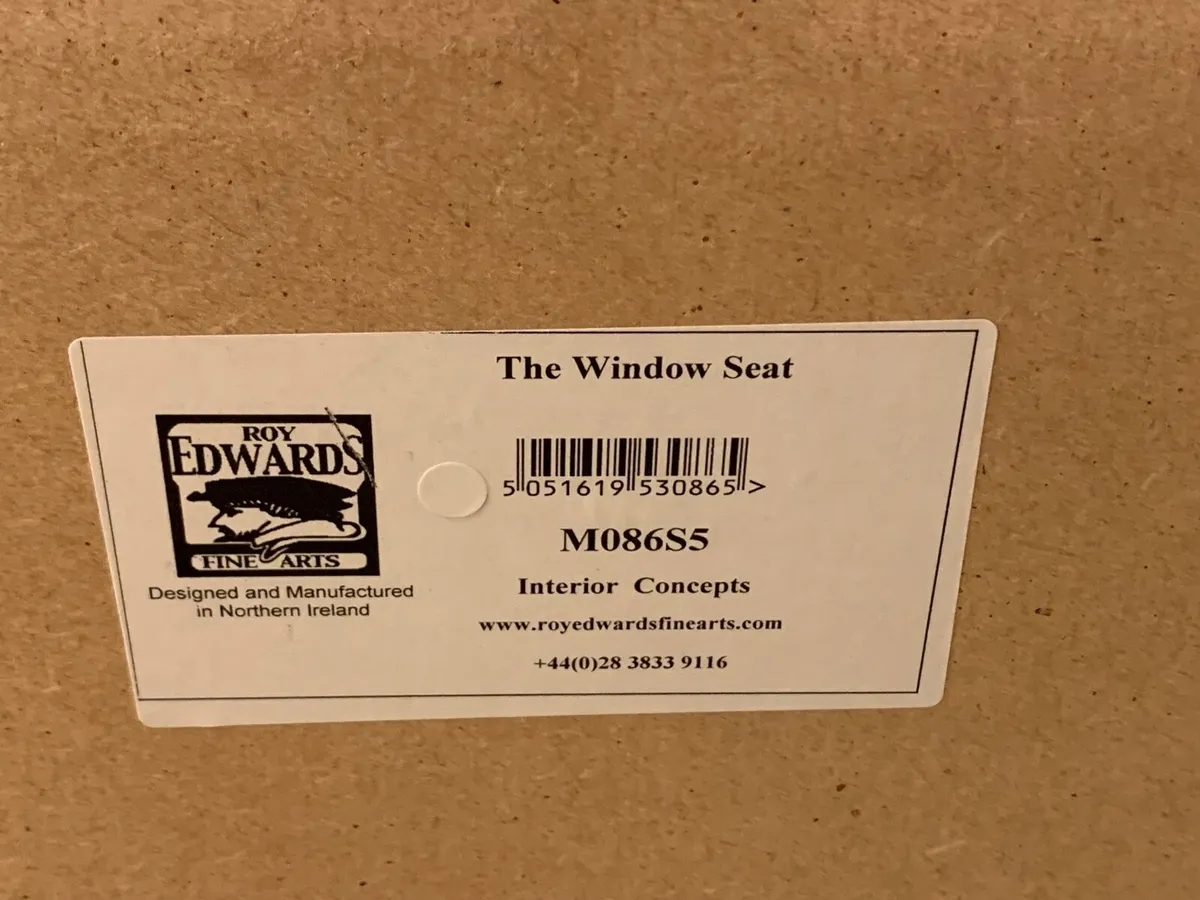 The Window Seat
ROY
EDWARDS
FINE ARTS
Designed and Manufactured
in Northern Ireland
5 051619 530865 >
M086S5
Interior Concepts
www.royedwardsfinearts.com
+44(0)28 3833 9116